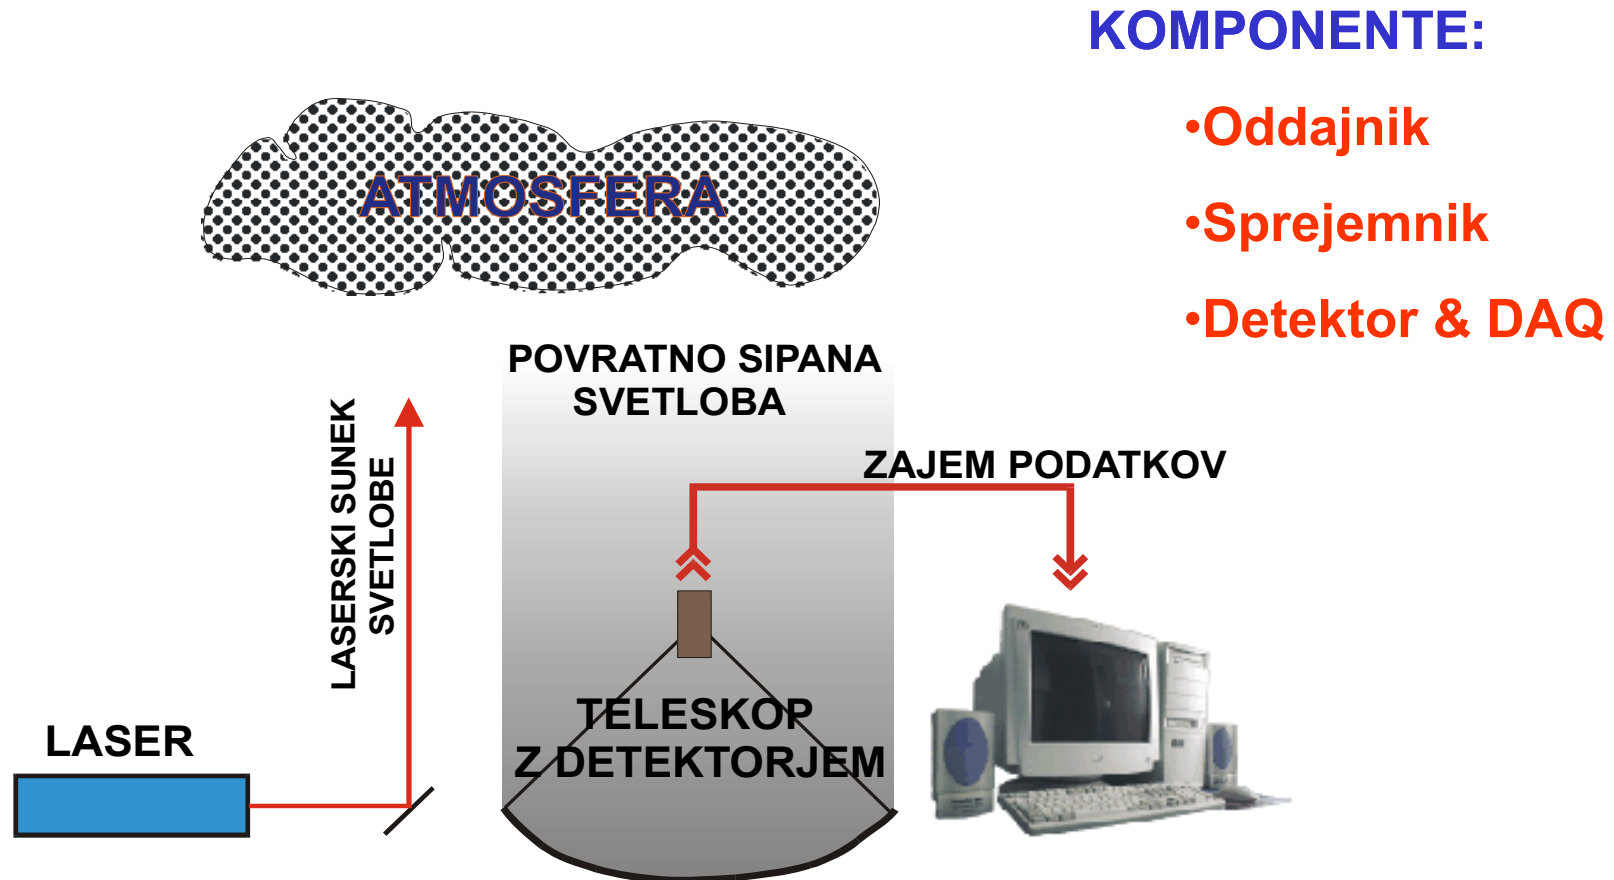 KOMPONENTE:
•Oddajnik
•Sprejemnik
•Detektor & DAQ
ATMOSFERA
POVRATNO SIPANA
SVETLOBA
LASERSKI SUNEK
SVETLOBE
ZAJEM PODATKOV
TELESKOP
Z DETEKTORJEM
LASER